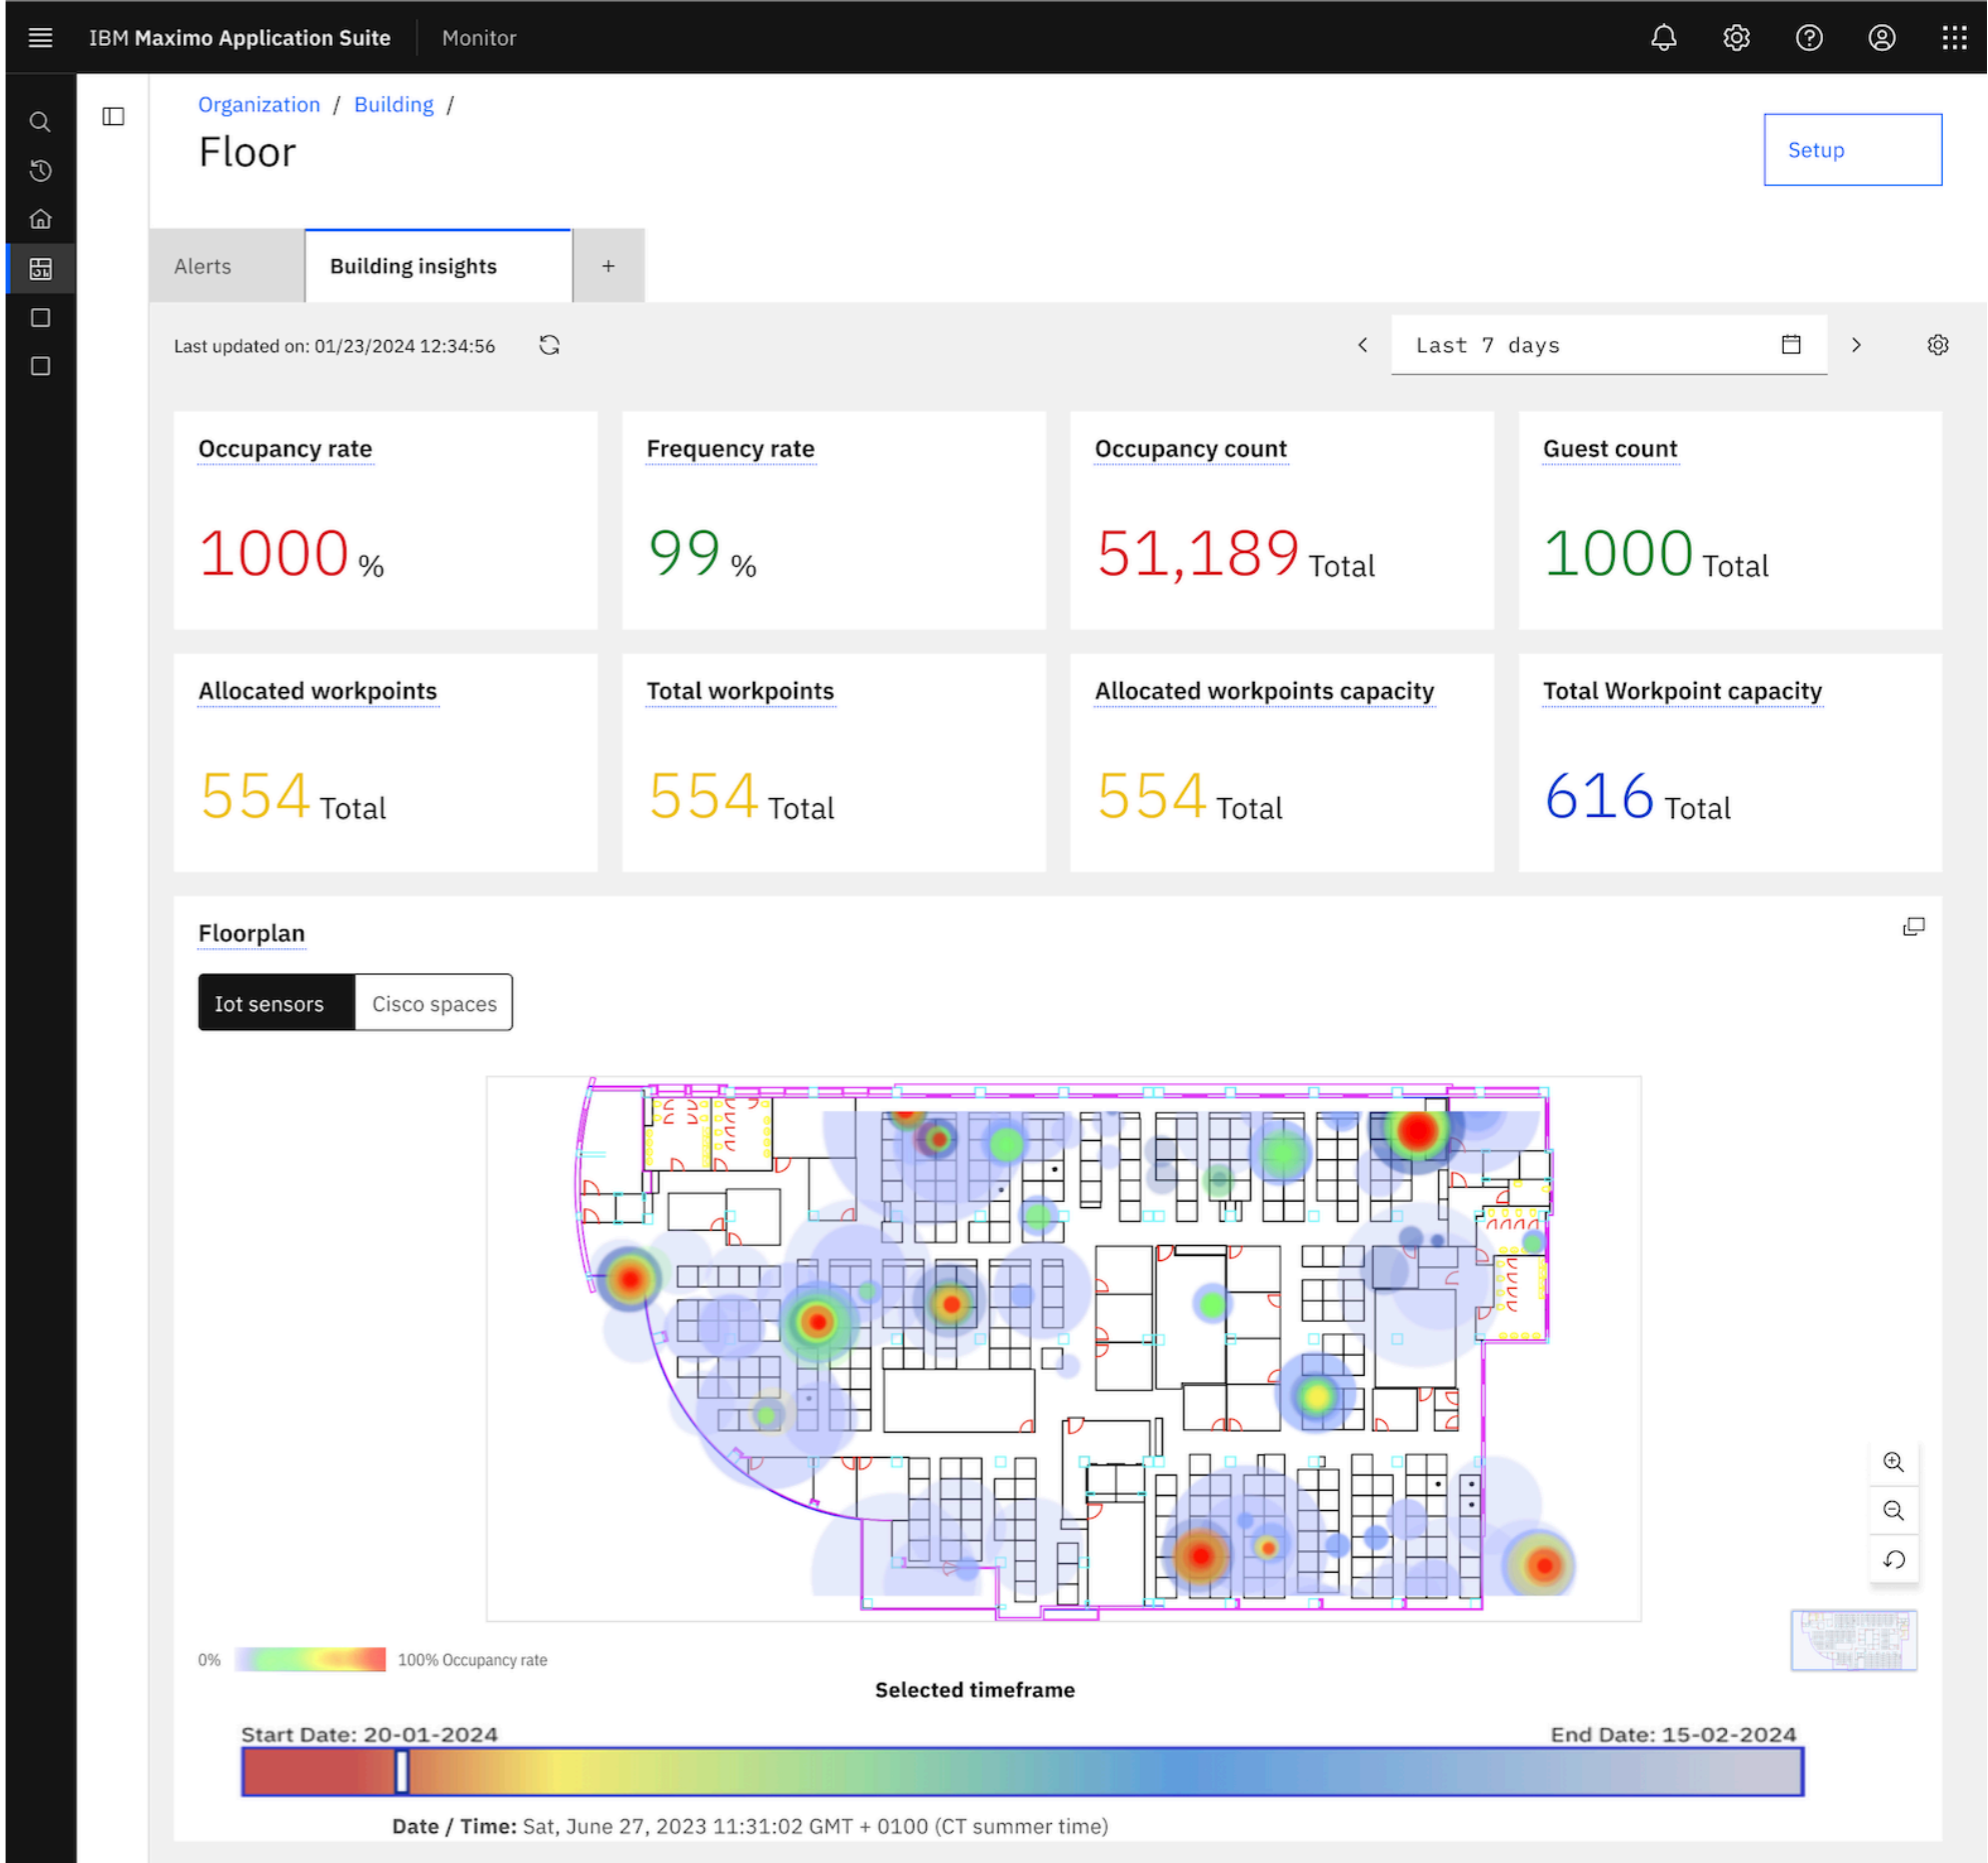 IBM Maximo Application Suite Monitor
Organization / Building /
Floor
Setup
Alerts Building insights +
Last updated on: 01/23/2024 12:34:56
Last 7 days
Occupancy rate
1000 %
Frequency rate
99 %
Occupancy count
51,189 Total
Guest count
1000 Total
Allocated workpoints
554 Total
Total workpoints
554 Total
Allocated workpoints capacity
554 Total
Total Workpoint capacity
616 Total
Floorplan
Iot sensors Cisco spaces
0% 100% Occupancy rate
Selected timeframe
Start Date: 20-01-2024 End Date: 15-02-2024
Date / Time: Sat, June 27, 2023 11:31:02 GMT + 0100 (CT summer time)